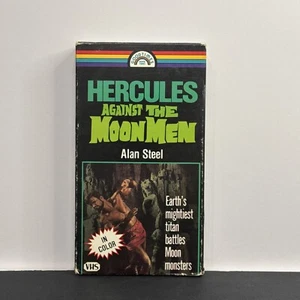 HERCULES
AGAINST THE
MOON MEN
Alan Steel
Earth's
mightiest
titan
battles
Moon
monsters
IN
COLOR
VHS